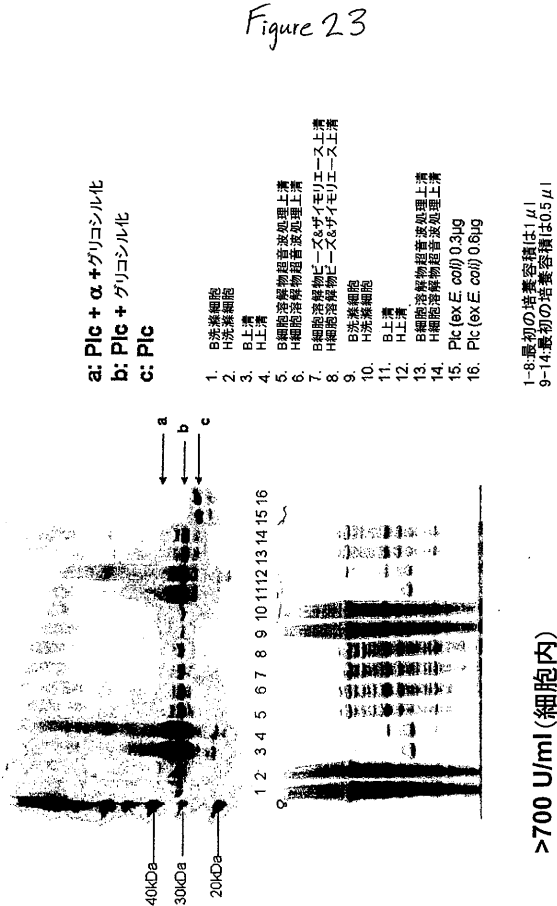 Figure 23
a: Plc + α +グリコシル化
b: Plc + グリコシル化
c: Plc
1. B洗滌細胞
2. H洗滌細胞
3. B上清
4. H上清
5. B細胞溶解物超音波処理上清
6. H細胞溶解物超音波処理上清
7. B細胞溶解物ビーズ&ザイモリエース上清
8. H細胞溶解物ビーズ&ザイモリエース上清
9. B洗滌細胞
10. H洗滌細胞
11. B上清
12. H上清
13. B細胞溶解物超音波処理上清
14. H細胞溶解物超音波処理上清
15. Plc (ex E. coli) 0.3µg
16. Plc (ex E. coli) 0.6µg
1-8:最初の培養容積は1µl
9-14:最初の培養容積は0.5µl
a
b
c
40kDa
30kDa
20kDa
1 2 3 4 5 6 7 8 9 10 11 12 13 14 15 16
>700 U/ml (細胞内)